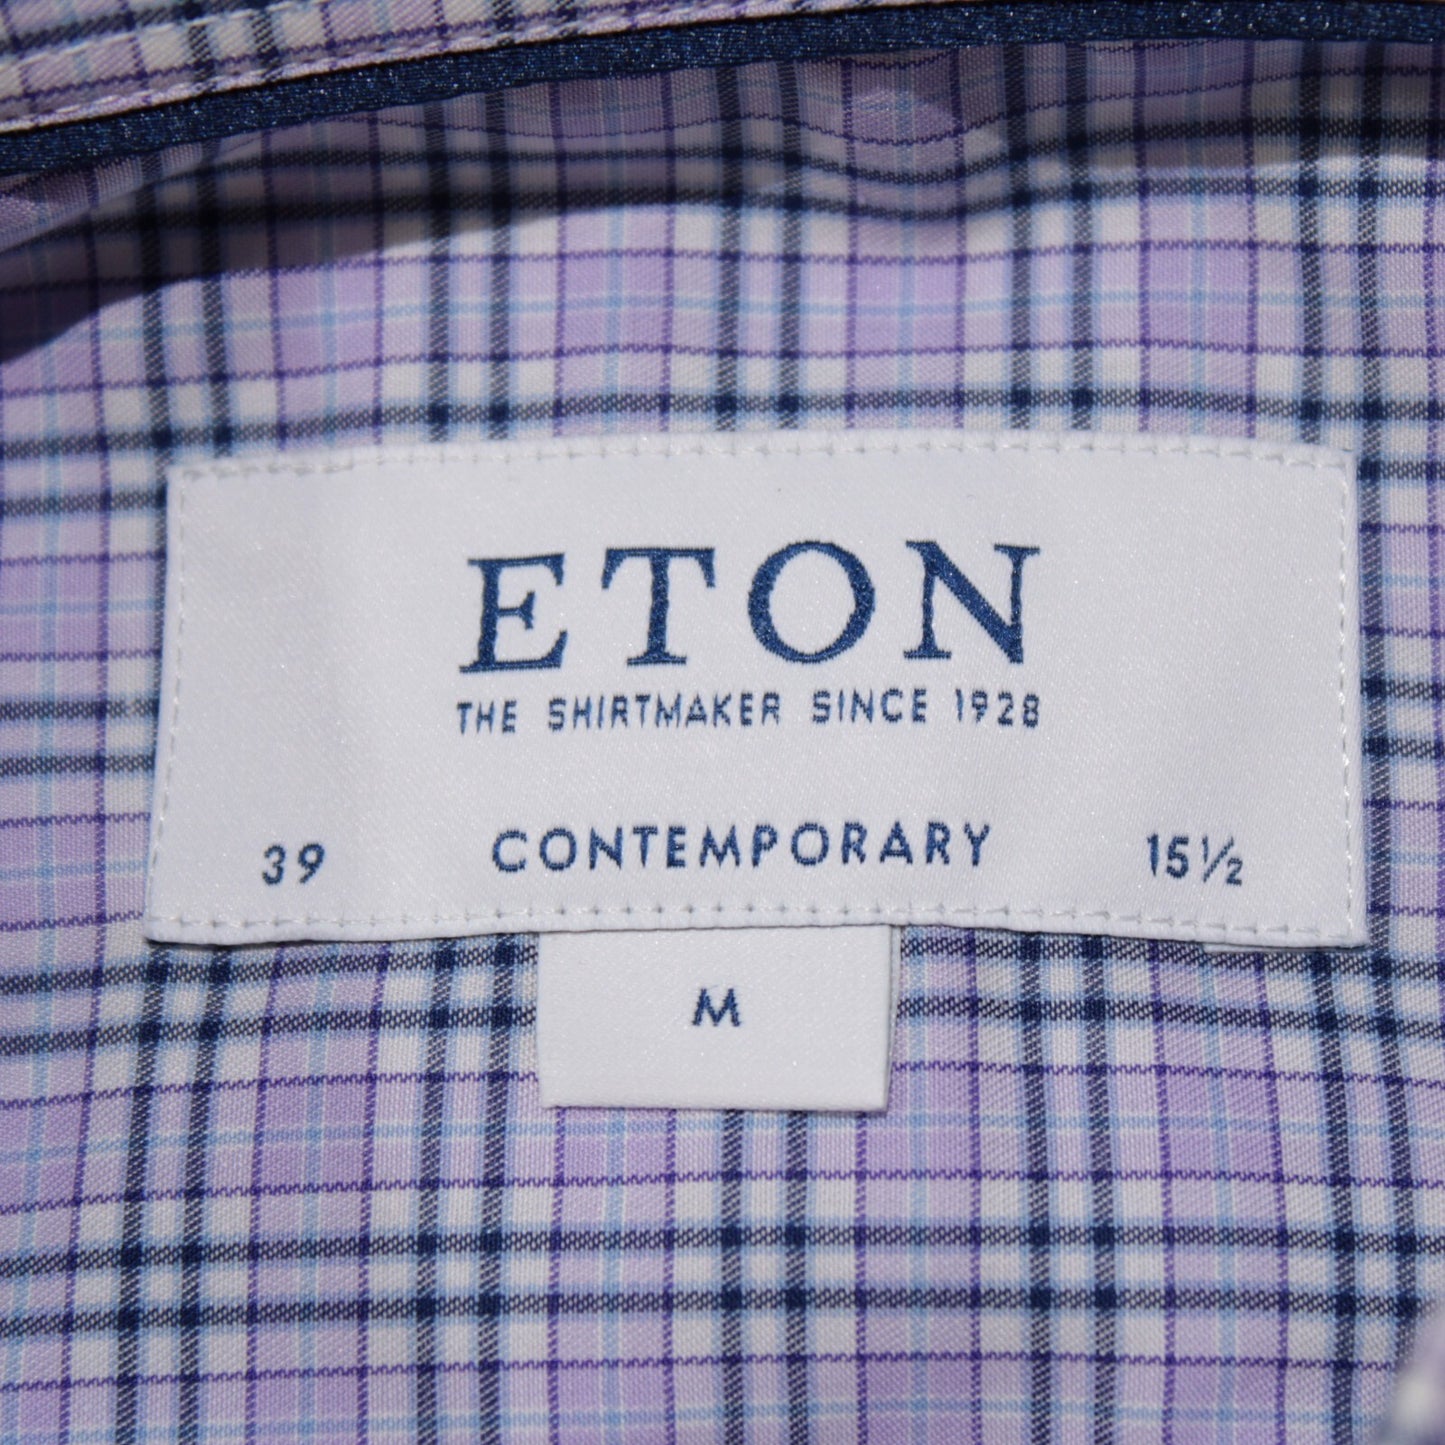 ETON
THE SHIRTMAKER SINCE 1928
39 CONTEMPORARY 15½
M